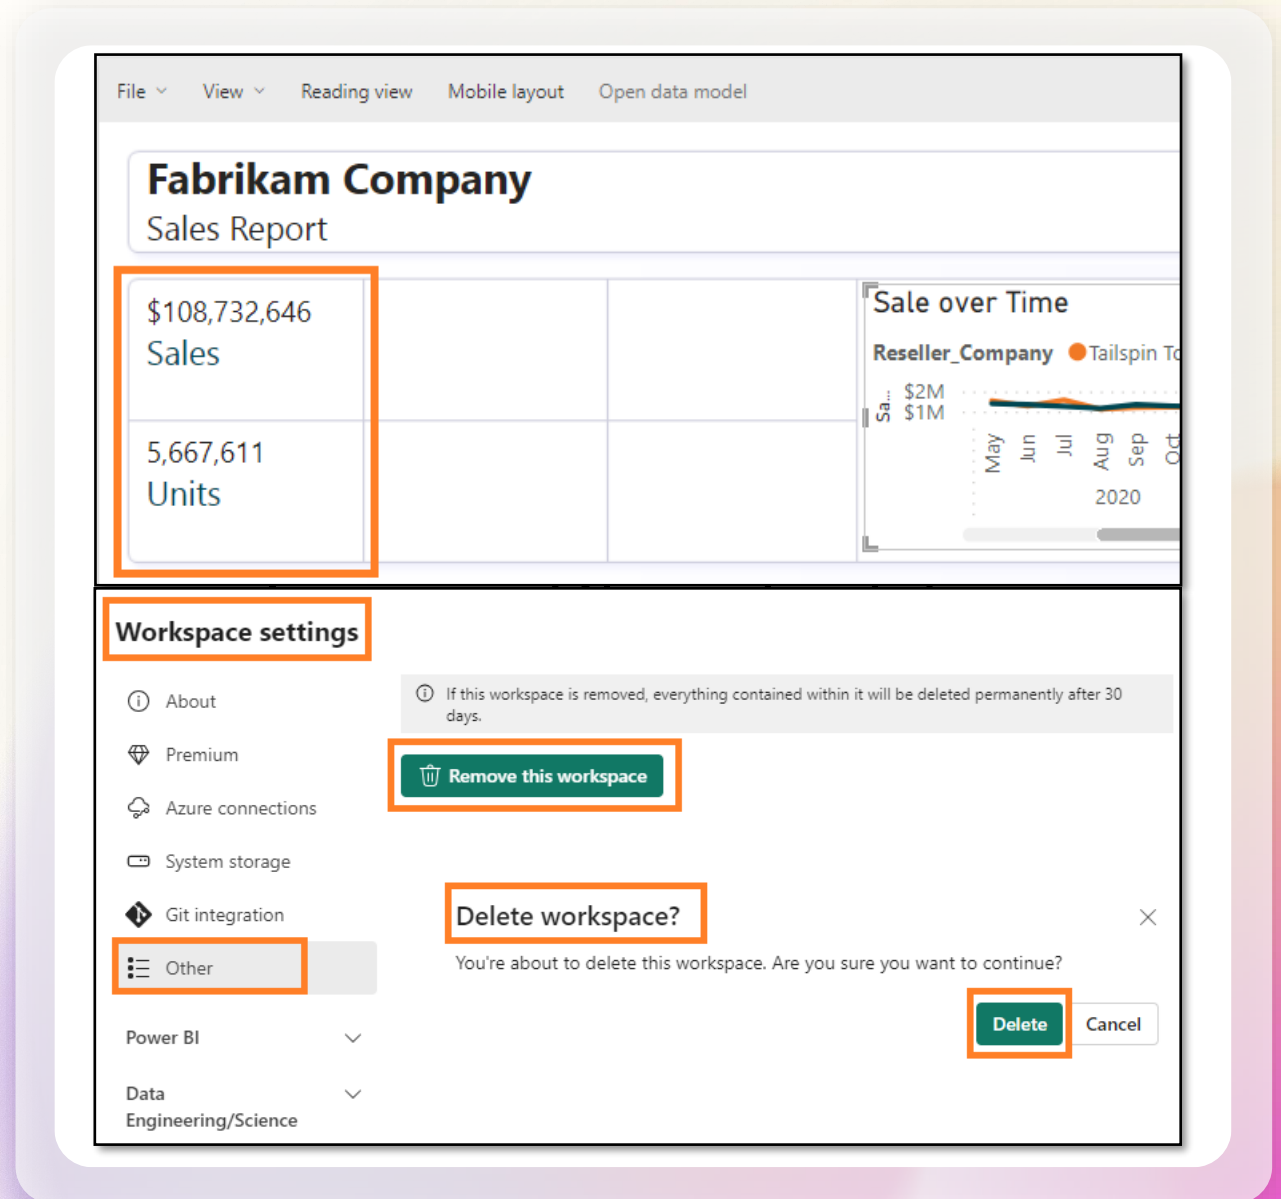 File View Reading view Mobile layout Open data model
Fabrikam Company
Sales Report
$108,732,646
Sales
5,667,611
Units
Sale over Time
Reseller_Company Tailspin To
Sa...
$2M
$1M
May Jun Jul Aug Sep Oct
2020
Workspace settings
About
Premium
Azure connections
System storage
Git integration
Other
Power BI
Data
Engineering/Science
If this workspace is removed, everything contained within it will be deleted permanently after 30
days.
Remove this workspace
Delete workspace?
You're about to delete this workspace. Are you sure you want to continue?
Delete Cancel